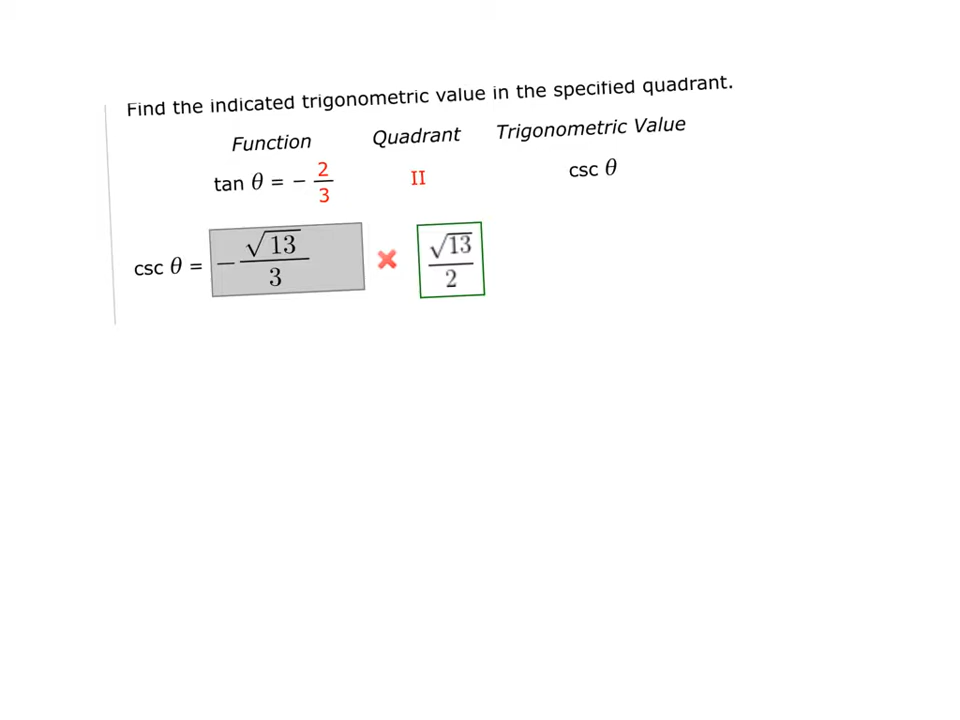 Find the indicated trigonometric value in the specified quadrant.
Function Quadrant Trigonometric Value
tan θ = − 2/3 II csc θ
csc θ = −√13/3 ✖ √13/2